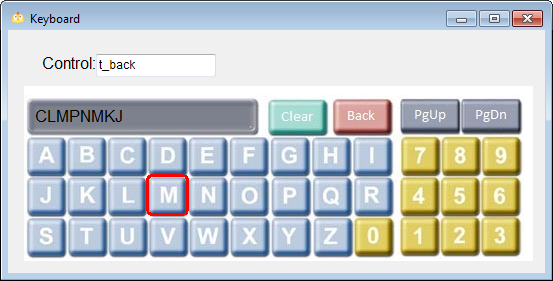 Keyboard
Control: t_back
CLMPNMKJ Clear Back PgUp PgDn
A B C D E F G H I 7 8 9
J K L M N O P Q R 4 5 6
S T U V W X Y Z 0 1 2 3